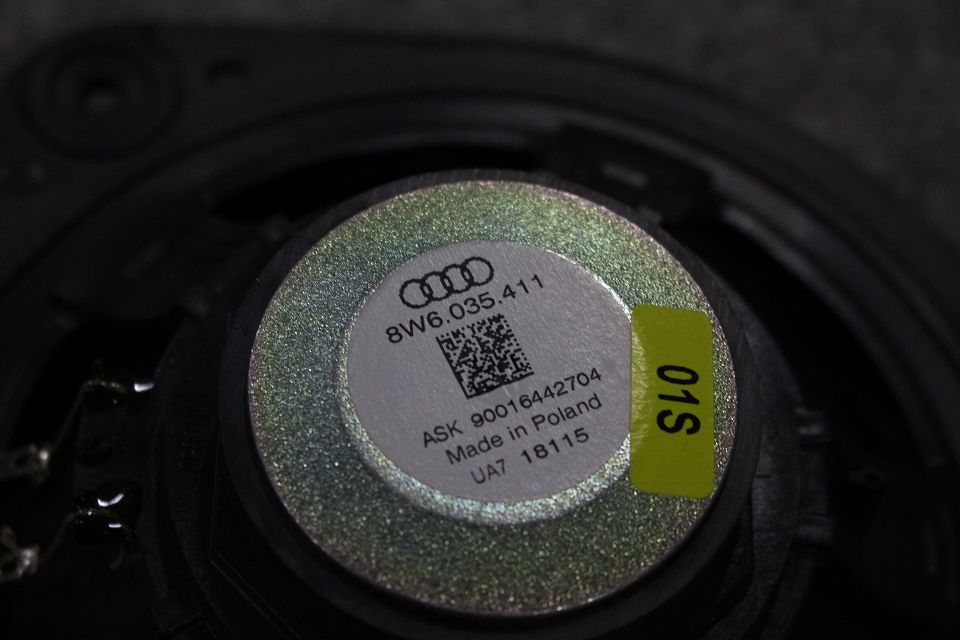 8W6.035.411
ASK 90016442704
Made in Poland
UA7 18115
01S